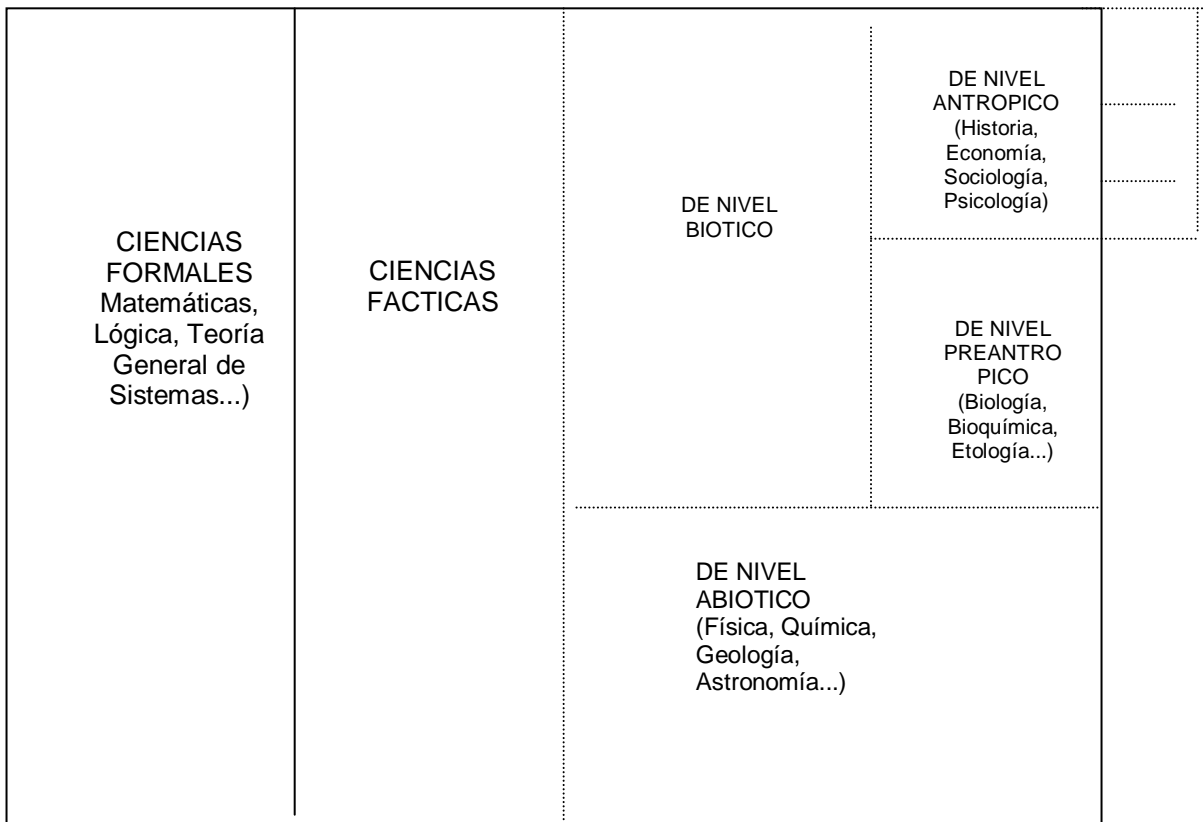 CIENCIAS
FORMALES
Matemáticas,
Lógica, Teoría
General de
Sistemas...)
CIENCIAS
FACTICAS
DE NIVEL
BIOTICO
DE NIVEL
ANTROPICO
(Historia,
Economía,
Sociología,
Psicología)
DE NIVEL
PREANTRO
PICO
(Biología,
Bioquímica,
Etología...)
DE NIVEL
ABIOTICO
(Física, Química,
Geología,
Astronomía...)